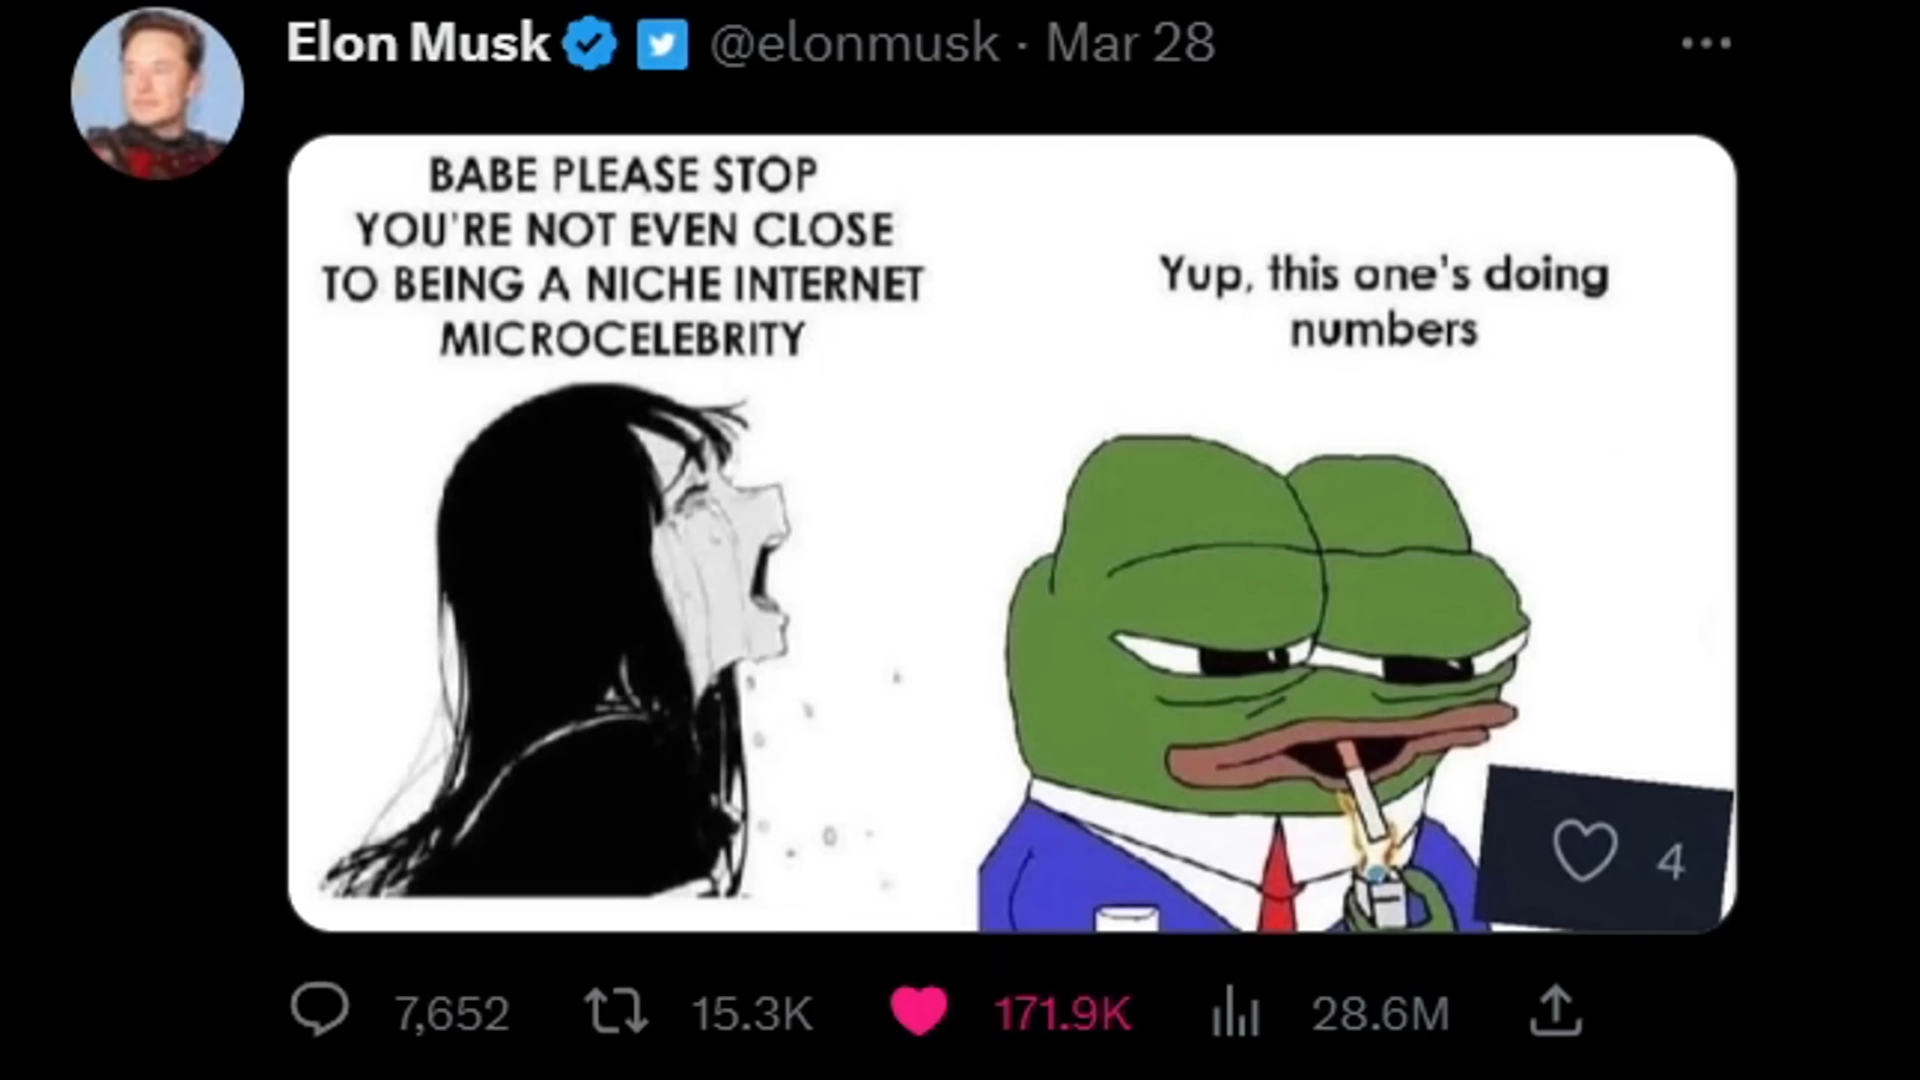 Elon Musk @elonmusk · Mar 28
BABE PLEASE STOP
YOU'RE NOT EVEN CLOSE
TO BEING A NICHE INTERNET
MICROCELEBRITY
Yup, this one's doing
numbers
4
7,652 15.3K 171.9K 28.6M